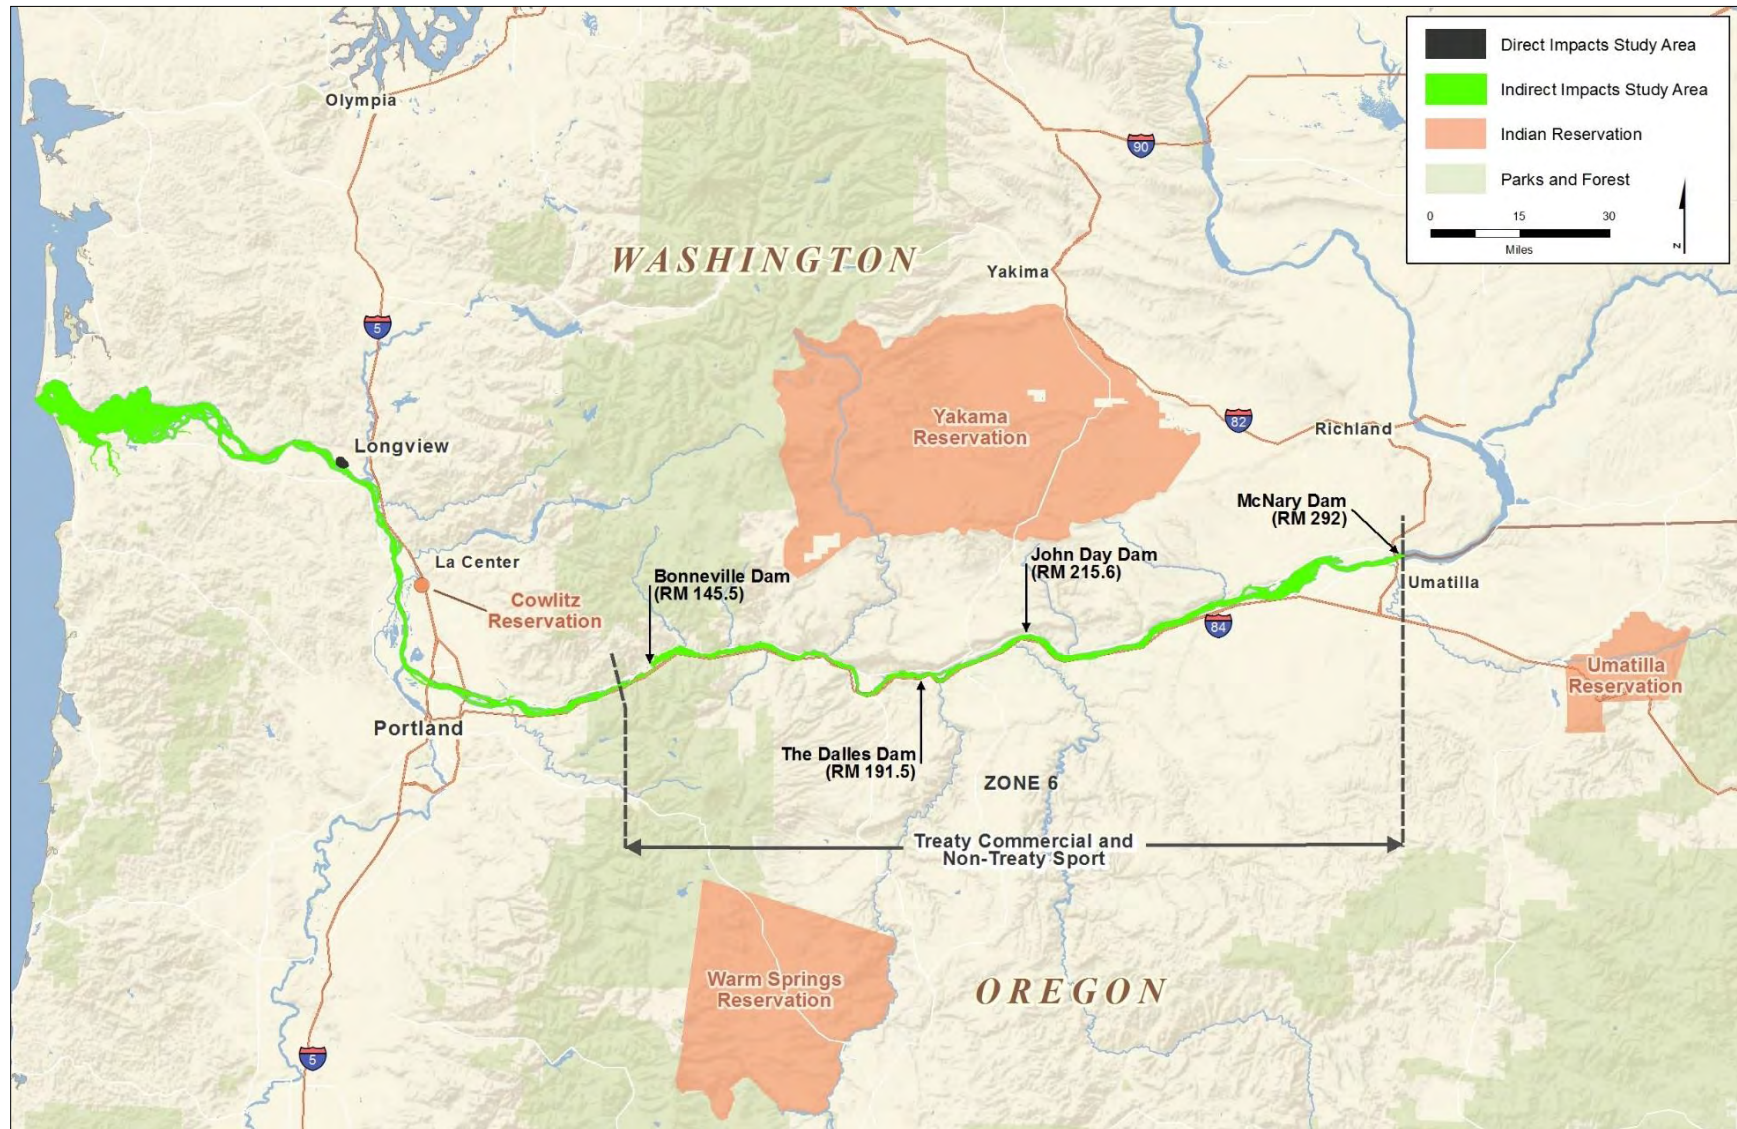 Direct Impacts Study Area
Indirect Impacts Study Area
Indian Reservation
Parks and Forest
0 15 30
Miles
N
Olympia
90
WASHINGTON
Yakima
5
Yakama
Reservation
82
Richland
Longview
McNary Dam
(RM 292)
John Day Dam
(RM 215.6)
La Center
Bonneville Dam
(RM 145.5)
Umatilla
Cowlitz
Reservation
84
Umatilla
Reservation
Portland
The Dalles Dam
(RM 191.5)
ZONE 6
Treaty Commercial and
Non-Treaty Sport
Warm Springs
Reservation
OREGON
5